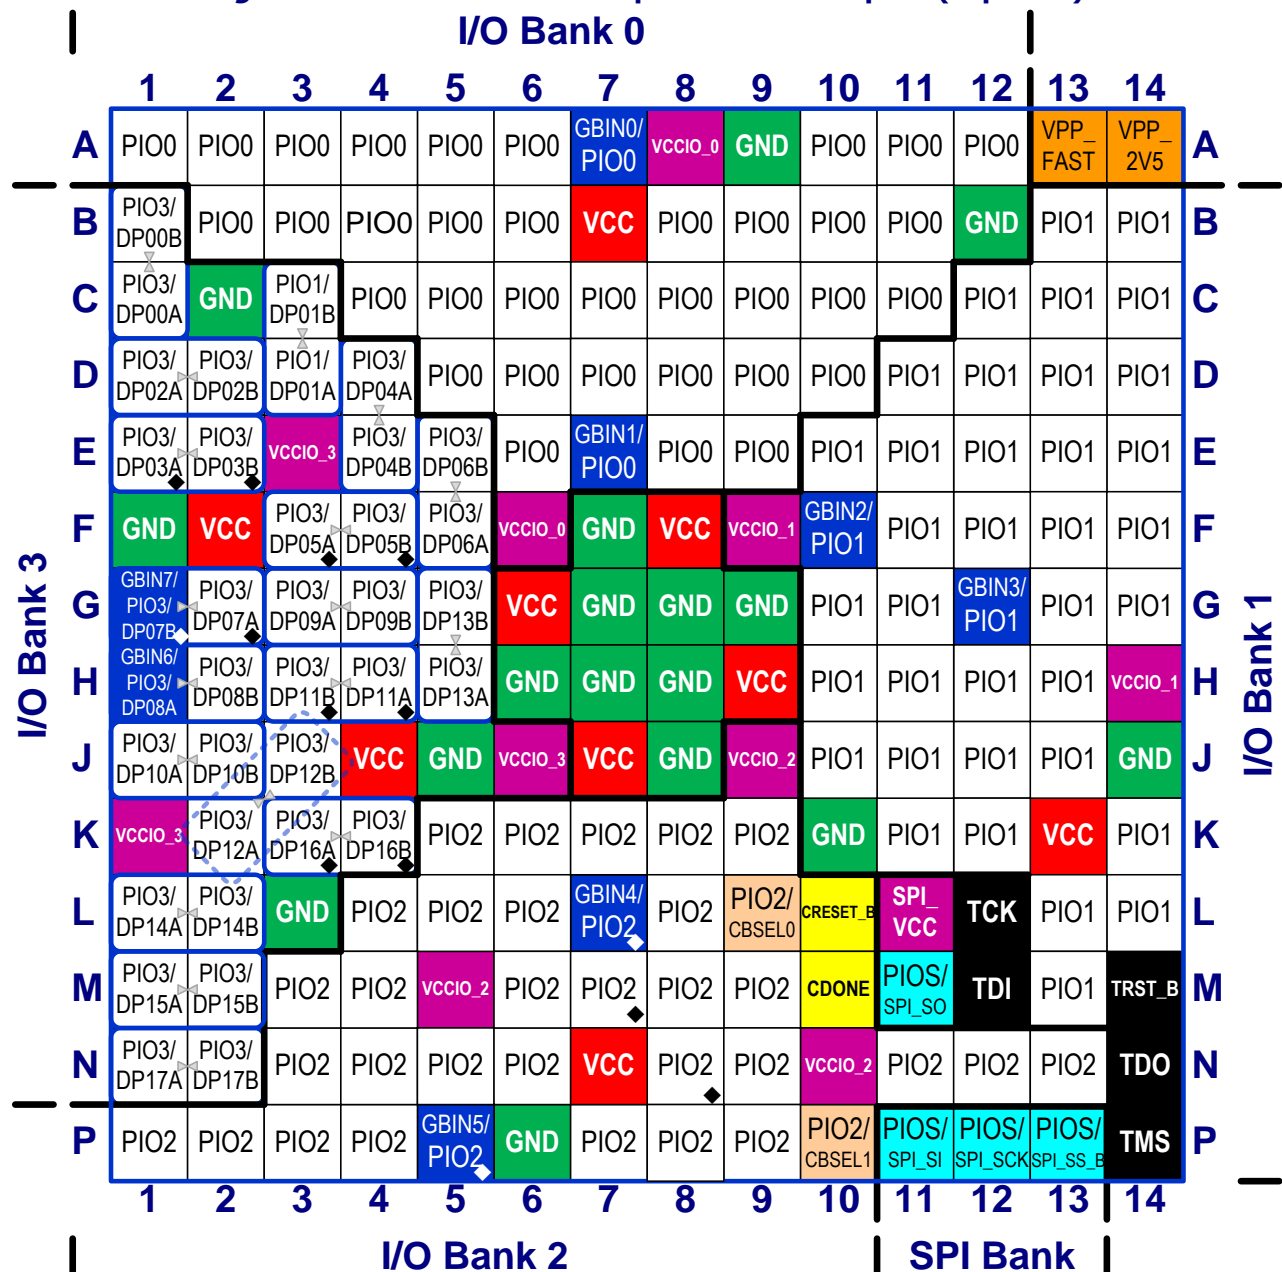 I/O Bank 0
1 2 3 4 5 6 7 8 9 10 11 12 13 14
A PIO0 PIO0 PIO0 PIO0 PIO0 PIO0 GBIN0/ PIO0 VCCIO_0 GND PIO0 PIO0 PIO0 VPP_ FAST VPP_ 2V5 A
B PIO3/ DP00B PIO0 PIO0 PIO0 PIO0 PIO0 VCC PIO0 PIO0 PIO0 PIO0 GND PIO1 PIO1 B
C PIO3/ DP00A GND PIO1/ DP01B PIO0 PIO0 PIO0 PIO0 PIO0 PIO0 PIO0 PIO0 PIO1 PIO1 PIO1 C
D PIO3/ DP02A PIO3/ DP02B PIO1/ DP01A PIO3/ DP04A PIO0 PIO0 PIO0 PIO0 PIO0 PIO0 PIO1 PIO1 PIO1 PIO1 D
E PIO3/ DP03A PIO3/ DP03B VCCIO_3 PIO3/ DP04B PIO3/ DP06B PIO0 GBIN1/ PIO0 PIO0 PIO0 PIO1 PIO1 PIO1 PIO1 PIO1 E
F GND VCC PIO3/ DP05A PIO3/ DP05B PIO3/ DP06A VCCIO_0 GND VCC VCCIO_1 GBIN2/ PIO1 PIO1 PIO1 PIO1 PIO1 F
G GBIN7/ PIO3/ DP07B PIO3/ DP07A PIO3/ DP09A PIO3/ DP09B PIO3/ DP13B VCC GND GND GND PIO1 PIO1 GBIN3/ PIO1 PIO1 PIO1 G
H GBIN6/ PIO3/ DP08A PIO3/ DP08B PIO3/ DP11B PIO3/ DP11A PIO3/ DP13A GND GND GND VCC PIO1 PIO1 PIO1 PIO1 VCCIO_1 H
J PIO3/ DP10A PIO3/ DP10B PIO3/ DP12B VCC GND VCCIO_3 VCC GND VCCIO_2 PIO1 PIO1 PIO1 PIO1 GND J
K VCCIO_3 PIO3/ DP12A PIO3/ DP16A PIO3/ DP16B PIO2 PIO2 PIO2 PIO2 PIO2 GND PIO1 PIO1 VCC PIO1 K
L PIO3/ DP14A PIO3/ DP14B GND PIO2 PIO2 PIO2 GBIN4/ PIO2 PIO2 PIO2/ CBSEL0 CRESET_B SPI_ VCC TCK PIO1 PIO1 L
M PIO3/ DP15A PIO3/ DP15B PIO2 PIO2 VCCIO_2 PIO2 PIO2 PIO2 PIO2 CDONE PIOS/ SPI_SO TDI PIO1 TRST_B M
N PIO3/ DP17A PIO3/ DP17B PIO2 PIO2 PIO2 PIO2 VCC PIO2 PIO2 VCCIO_2 PIO2 PIO2 PIO2 TDO N
P PIO2 PIO2 PIO2 PIO2 GBIN5/ PIO2 GND PIO2 PIO2 PIO2 PIO2/ CBSEL1 PIOS/ SPI_SI PIOS/ SPI_SCK PIOS/ SPI_SS_B TMS P
1 2 3 4 5 6 7 8 9 10 11 12 13 14
I/O Bank 3
I/O Bank 1
I/O Bank 2
SPI Bank